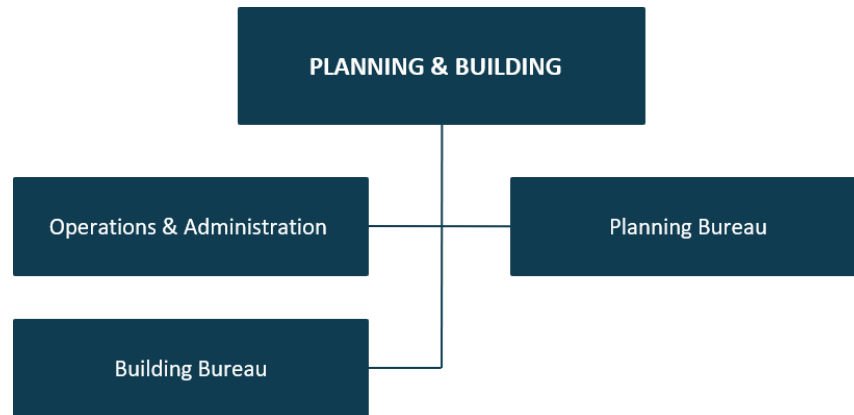 PLANNING & BUILDING
Operations & Administration
Planning Bureau
Building Bureau